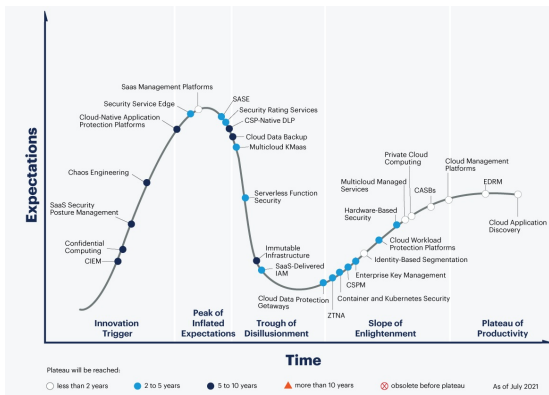 Expectations
Saas Management Platforms
Security Service Edge
Cloud-Native Application
Protection Platforms
Chaos Engineering
SaaS Security
Posture Management
Confidential
Computing
CIEM
SASE
Security Rating Services
CSP-Native DLP
Cloud Data Backup
Multicloud KMaas
Serverless Function
Security
Immutable
Infrastructure
SaaS-Delivered
IAM
Cloud Data Protection
Getaways
ZTNA
Container and Kubernetes Security
CSPM
Enterprise Key Management
Identity-Based Segmentation
Cloud Workload
Protection Platforms
Hardware-Based
Security
Multicloud Managed
Services
Private Cloud
Computing
CASBs
Cloud Management
Platforms
EDRM
Cloud Application
Discovery
Innovation
Trigger
Peak of
Inflated
Expectations
Trough of
Disillusionment
Slope of
Enlightenment
Plateau of
Productivity
Time
Plateau will be reached:
less than 2 years
2 to 5 years
5 to 10 years
more than 10 years
obsolete before plateau
As of July 2021